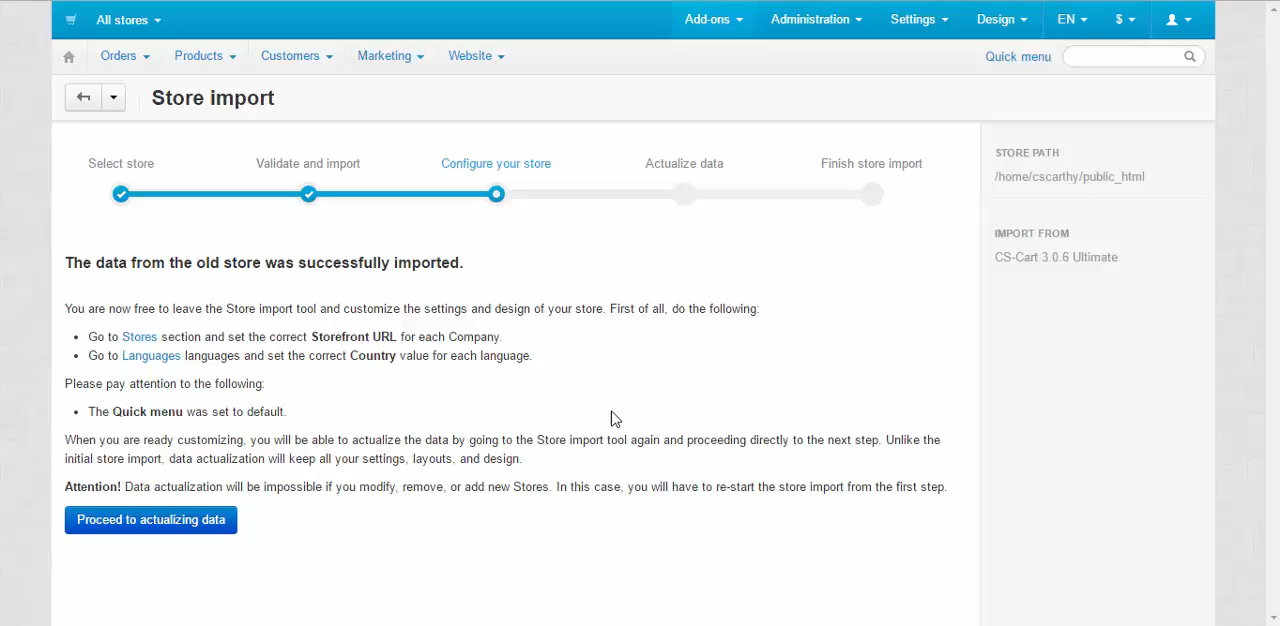 All stores Add-ons Administration Settings Design EN $
Orders Products Customers Marketing Website Quick menu
Store import
Select store Validate and import Configure your store Actualize data Finish store import
STORE PATH
/home/cscarthy/public_html
IMPORT FROM
CS-Cart 3.0.6 Ultimate
The data from the old store was successfully imported.
You are now free to leave the Store import tool and customize the settings and design of your store. First of all, do the following:
• Go to Stores section and set the correct Storefront URL for each Company.
• Go to Languages languages and set the correct Country value for each language.
Please pay attention to the following:
• The Quick menu was set to default.
When you are ready customizing, you will be able to actualize the data by going to the Store import tool again and proceeding directly to the next step. Unlike the
initial store import, data actualization will keep all your settings, layouts, and design.
Attention! Data actualization will be impossible if you modify, remove, or add new Stores. In this case, you will have to re-start the store import from the first step.
Proceed to actualizing data